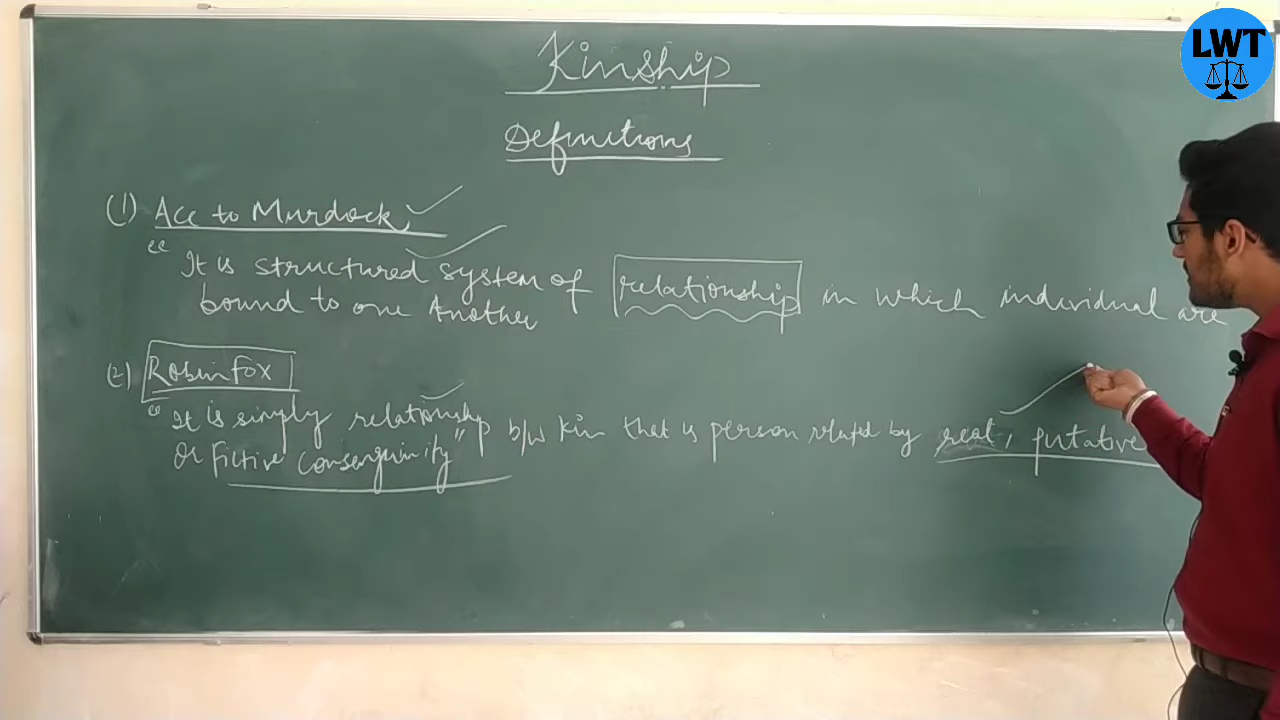 LWT
Kinship
Definitions
(1) Acc to Murdock
“ It is structured system of relationship in which individual are
bound to one Another
(2) Robin Fox
“ It is simply relationship b/w kin that is person related by real, putative
Or Fictive Consenguinity”